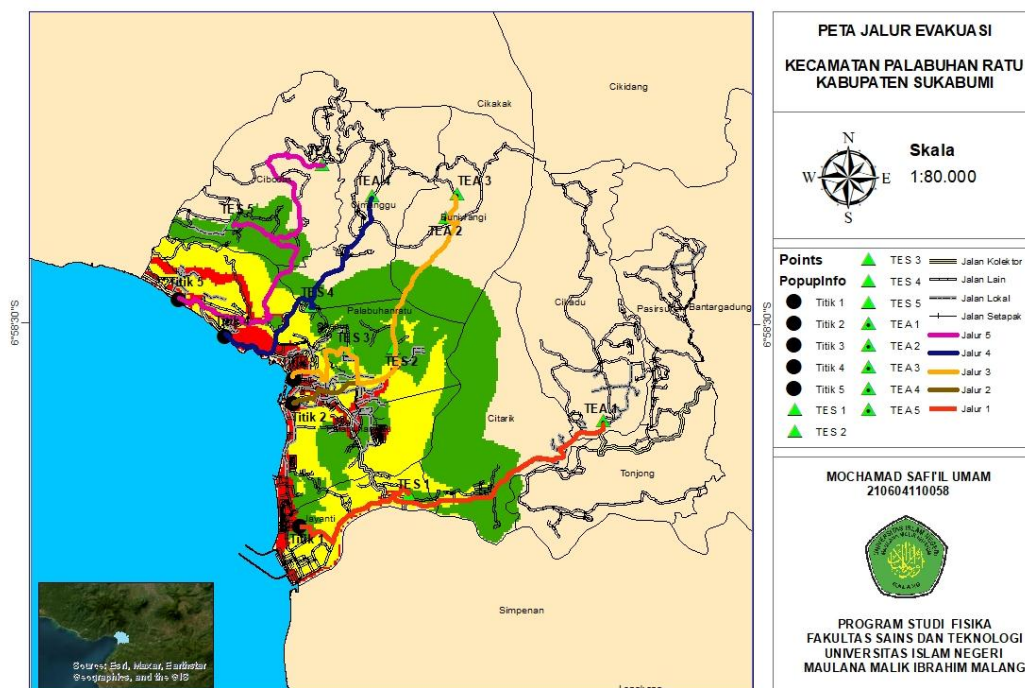 PETA JALUR EVAKUASI
KECAMATAN PALABUHAN RATU
KABUPATEN SUKABUMI
N
W
E
S
Skala
1:80.000
Points
PopupInfo
Titik 1
Titik 2
Titik 3
Titik 4
Titik 5
TES 1
TES 2
TES 3
TES 4
TES 5
TEA 1
TEA 2
TEA 3
TEA 4
TEA 5
Jalan Kolektor
Jalan Lain
Jalan Lokal
Jalan Setapak
Jalur 5
Jalur 4
Jalur 3
Jalur 2
Jalur 1
MOCHAMAD SAFI'IL UMAM
210604110058
MALANG
PROGRAM STUDI FISIKA
FAKULTAS SAINS DAN TEKNOLOGI
UNIVERSITAS ISLAM NEGERI
MAULANA MALIK IBRAHIM MALANG
Cikidang
Cikakak
TEA 5
TEA 4
TEA 3
Cimanggu
Buniwangi
TEA 2
TES 5
Cikadu
Pasirsuren
Bantargadung
Titik 5
TES 4
Palabuhanratu
TES 3
TES 2
Titik 2
Citarik
TEA 1
Tonjong
TES 1
Titik 1
Simpenan
6°58'30"S
6°58'30"S
Source: Esri, Maxar, Earthstar
Geographics, and the GIS